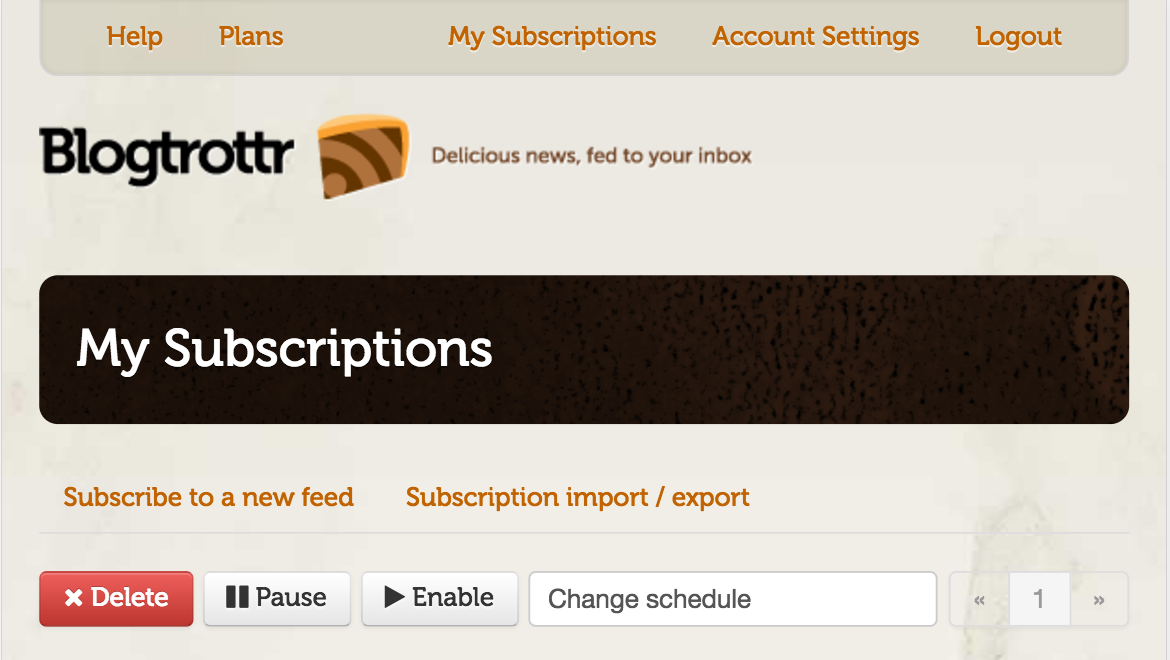 Help Plans My Subscriptions Account Settings Logout
Blogtrottr Delicious news, fed to your inbox
My Subscriptions
Subscribe to a new feed Subscription import / export
Delete Pause Enable Change schedule « 1 »